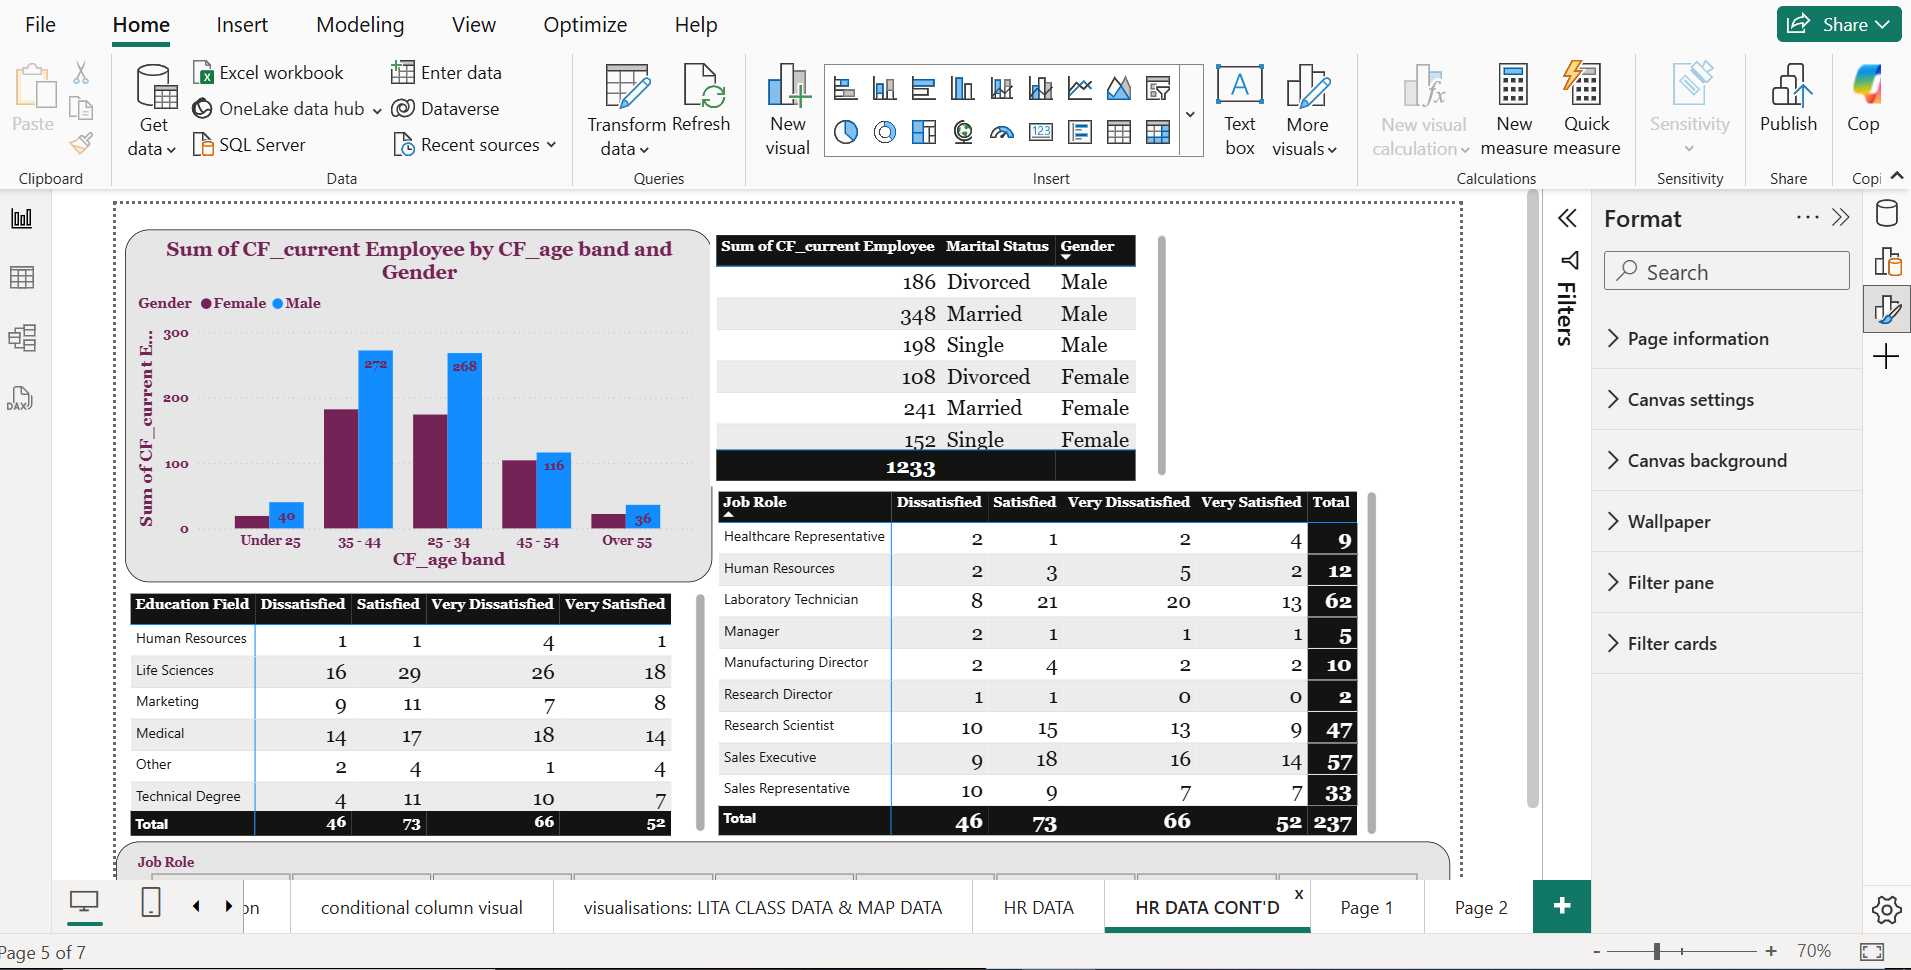 File Home Insert Modeling View Optimize Help Share
Paste
Clipboard
Get data
Excel workbook
OneLake data hub
SQL Server
Enter data
Dataverse
Recent sources
Data
Transform data
Refresh
Queries
New visual
123
A
Text box
More visuals
Insert
New visual calculation
fx
New measure
Quick measure
Calculations
Sensitivity
Sensitivity
Publish
Share
Cop
Copi
DAX
Sum of CF_current Employee by CF_age band and
Gender
Gender Female Male
Sum of CF_current E...
300
200
100
0
272
268
116
40
36
Under 25 35 - 44 25 - 34 45 - 54 Over 55
CF_age band
Sum of CF_current Employee Marital Status Gender
186 Divorced Male
348 Married Male
198 Single Male
108 Divorced Female
241 Married Female
152 Single Female
1233
Education Field Dissatisfied Satisfied Very Dissatisfied Very Satisfied
Human Resources 1 1 4 1
Life Sciences 16 29 26 18
Marketing 9 11 7 8
Medical 14 17 18 14
Other 2 4 1 4
Technical Degree 4 11 10 7
Total 46 73 66 52
Job Role Dissatisfied Satisfied Very Dissatisfied Very Satisfied Total
Healthcare Representative 2 1 2 4 9
Human Resources 2 3 5 2 12
Laboratory Technician 8 21 20 13 62
Manager 2 1 1 1 5
Manufacturing Director 2 4 2 2 10
Research Director 1 1 0 0 2
Research Scientist 10 15 13 9 47
Sales Executive 9 18 16 14 57
Sales Representative 10 9 7 7 33
Total 46 73 66 52 237
Job Role
Filters
Format
Search
Page information
Canvas settings
Canvas background
Wallpaper
Filter pane
Filter cards
on conditional column visual visualisations: LITA CLASS DATA & MAP DATA HR DATA HR DATA CONT'D x Page 1 Page 2 +
Page 5 of 7
- + 70%